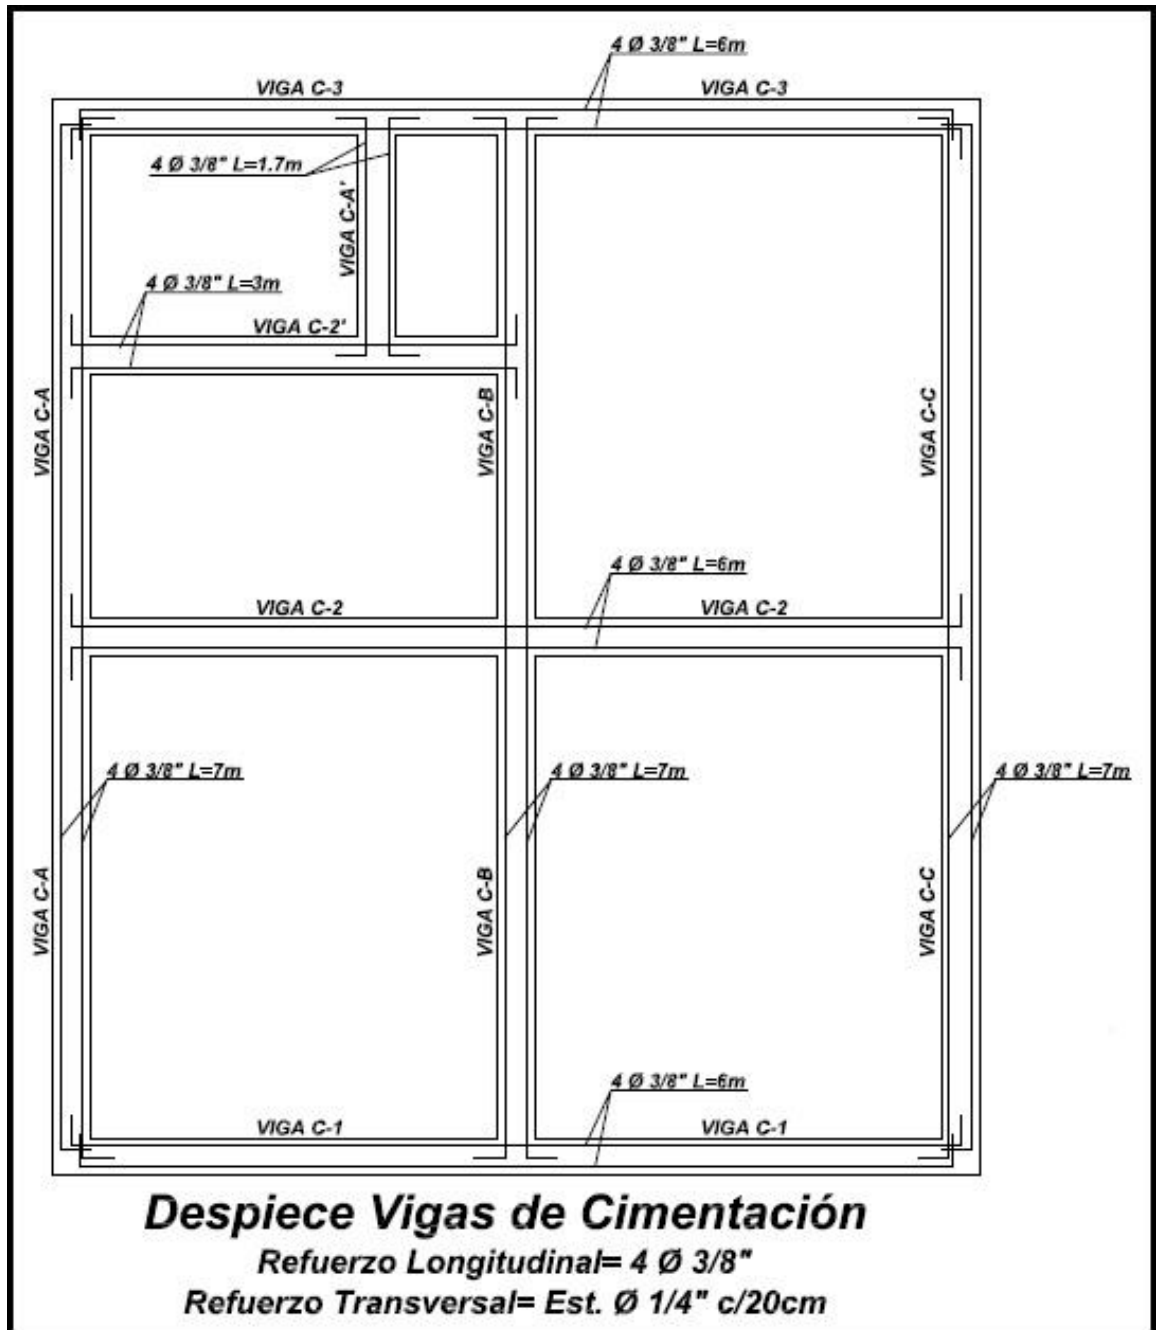 4 Ø 3/8" L=6m
VIGA C-3
VIGA C-3
4 Ø 3/8" L=1.7m
VIGA C-A'
4 Ø 3/8" L=3m
VIGA C-2'
VIGA C-A
VIGA C-B
VIGA C-C
4 Ø 3/8" L=6m
VIGA C-2
VIGA C-2
4 Ø 3/8" L=7m
4 Ø 3/8" L=7m
4 Ø 3/8" L=7m
VIGA C-A
VIGA C-B
VIGA C-C
4 Ø 3/8" L=6m
VIGA C-1
VIGA C-1
Despiece Vigas de Cimentación
Refuerzo Longitudinal= 4 Ø 3/8"
Refuerzo Transversal= Est. Ø 1/4" c/20cm